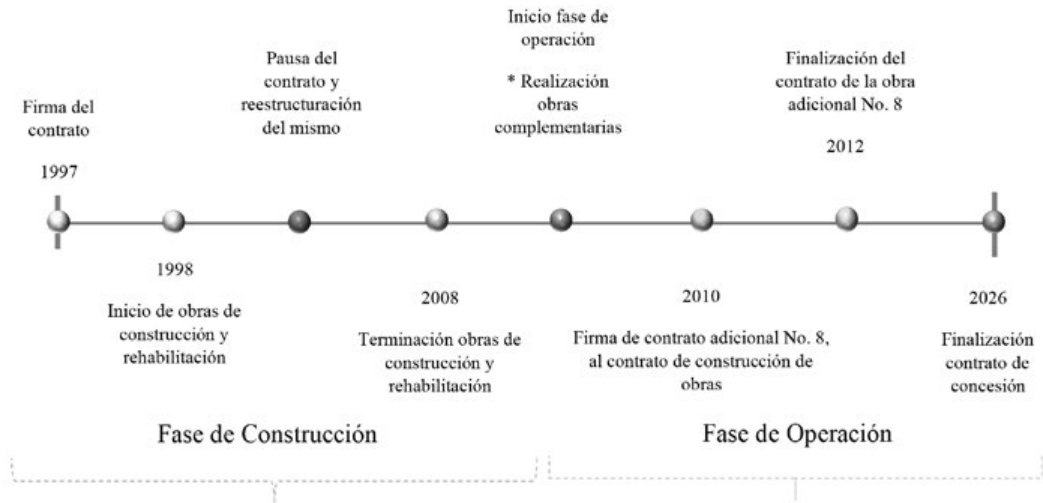 Firma del
contrato
1997
Pausa del
contrato y
reestructuración
del mismo
Inicio fase de
operación
* Realización
obras
complementarias
Finalización del
contrato de la obra
adicional No. 8
2012
1998
Inicio de obras de
construcción y
rehabilitación
2008
Terminación obras de
construcción y
rehabilitación
2010
Firma de contrato adicional No. 8,
al contrato de construcción de
obras
2026
Finalización
contrato de
concesión
Fase de Construcción
Fase de Operación